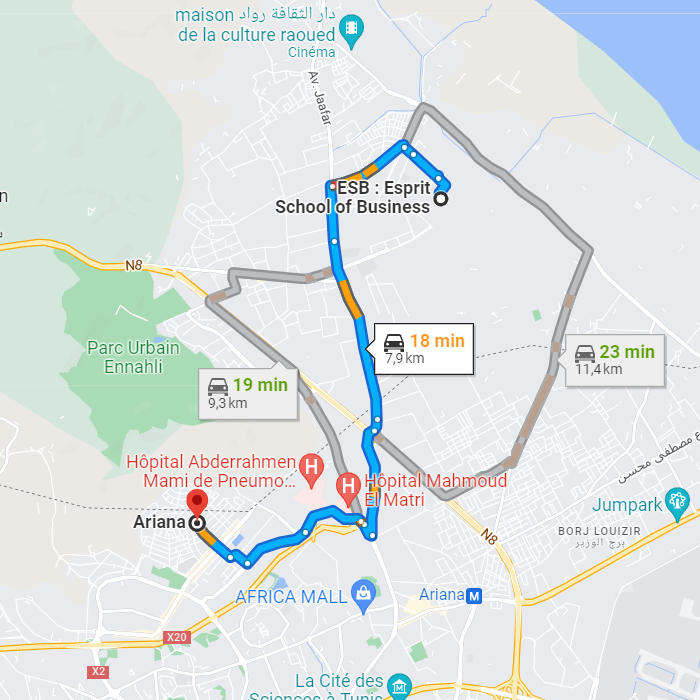 maison دار الثقافة رواد
de la culture raoued
Cinéma
Av. Jaafar
ESB : Esprit
School of Business
N8
Parc Urbain
Ennahli
18 min
7,9 km
23 min
11,4 km
19 min
9,3 km
Hôpital Abderrahmen
Mami de Pneumo...
Hôpital Mahmoud
El Matri
Ariana
Jumpark
BORJ LOUIZIR
برج الوزير
N8
AFRICA MALL
Ariana M
X20
X2
La Cité des
Sciences à Tunis